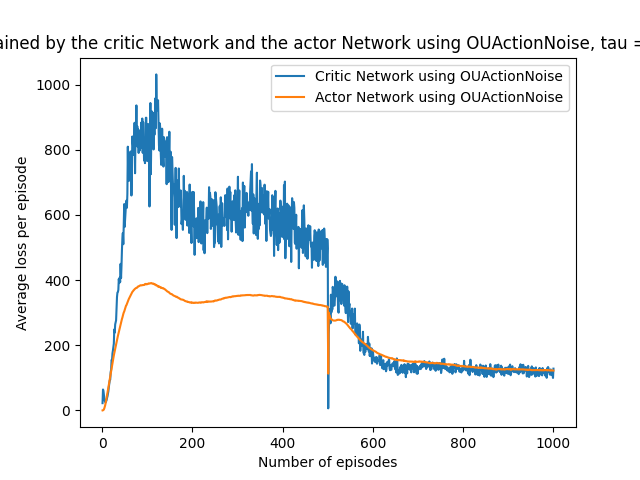 ained by the critic Network and the actor Network using OUActionNoise, tau =
Critic Network using OUActionNoise
Actor Network using OUActionNoise
Average loss per episode
1000
800
600
400
200
0
0 200 400 600 800 1000
Number of episodes